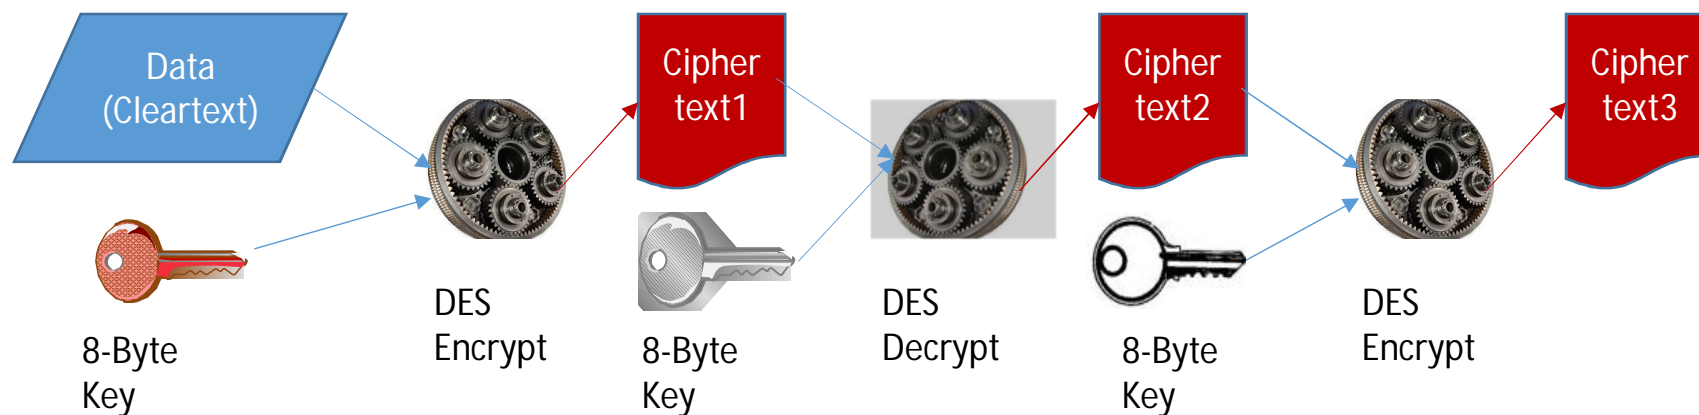 Data
(Cleartext)
Cipher
text1
Cipher
text2
Cipher
text3
8-Byte
Key
DES
Encrypt
8-Byte
Key
DES
Decrypt
8-Byte
Key
DES
Encrypt